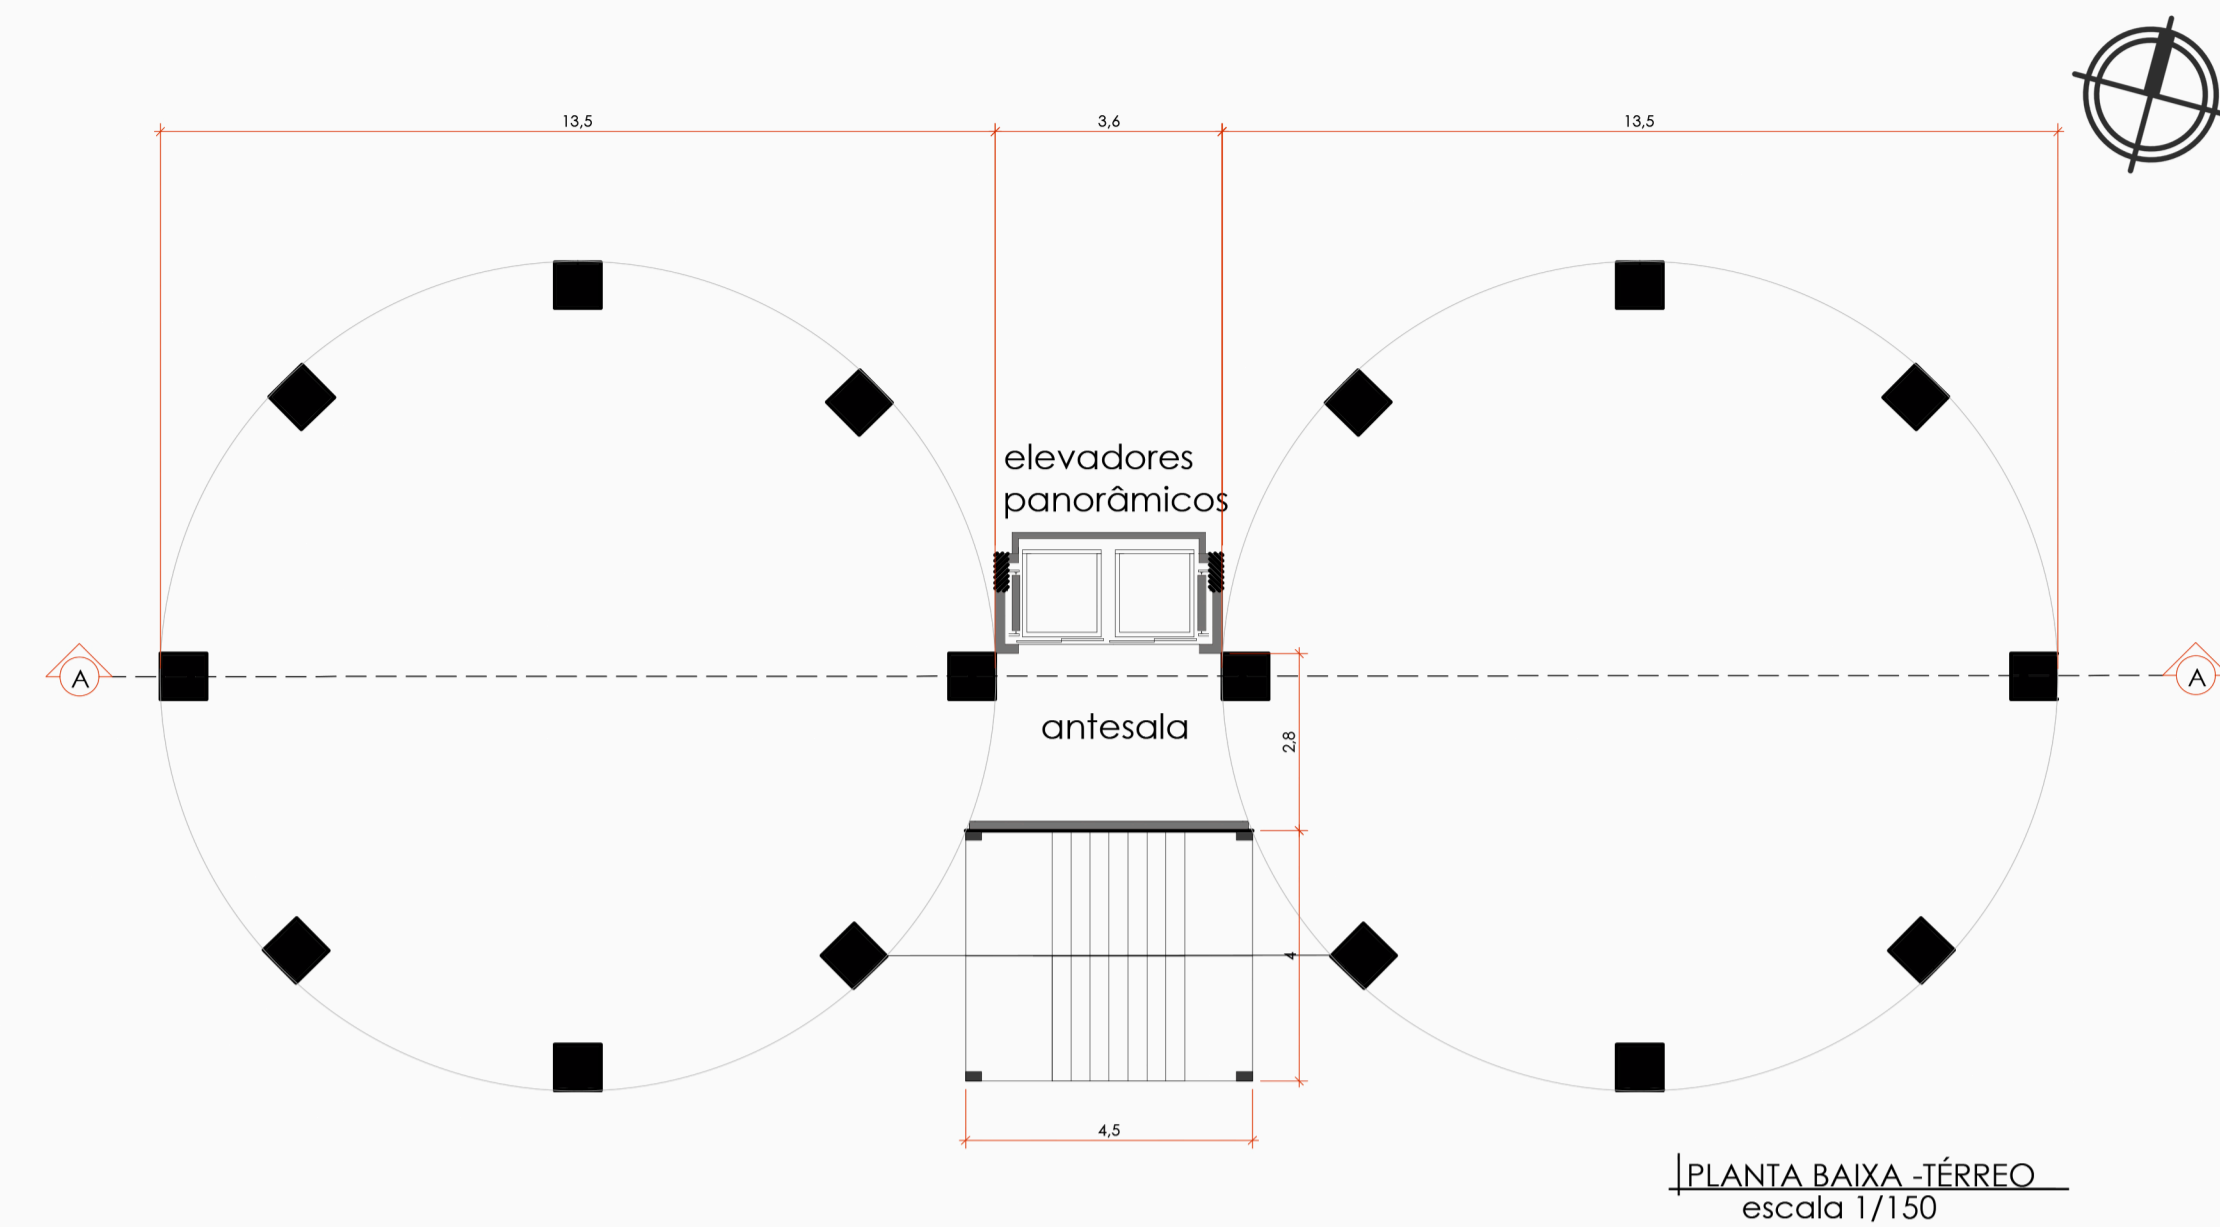 13,5
3,6
13,5
elevadores
panorâmicos
A
A
antesala
2,8
4
4,5
PLANTA BAIXA -TÉRREO
escala 1/150